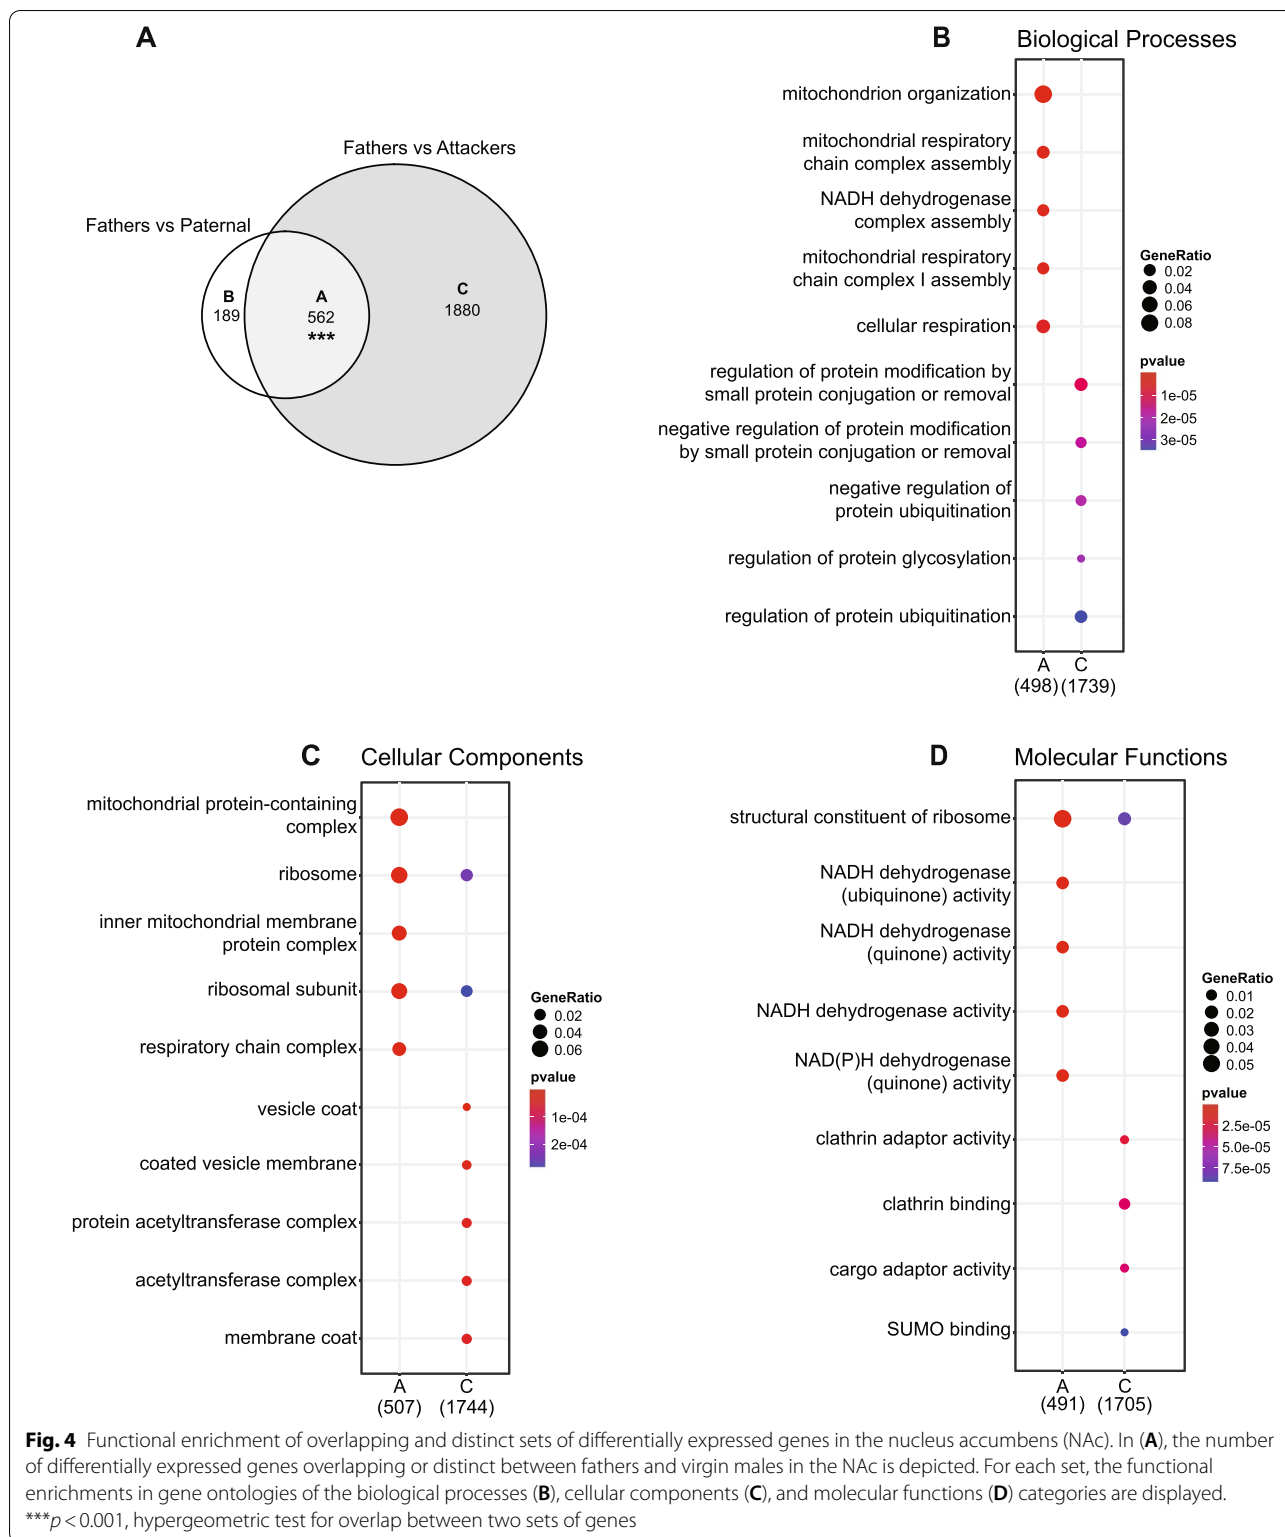 A
Fathers vs Attackers
Fathers vs Paternal
B
189
A
562
***
C
1880
B
Biological Processes
mitochondrion organization
mitochondrial respiratory
chain complex assembly
NADH dehydrogenase
complex assembly
mitochondrial respiratory
chain complex I assembly
cellular respiration
regulation of protein modification by
small protein conjugation or removal
negative regulation of protein modification
by small protein conjugation or removal
negative regulation of
protein ubiquitination
regulation of protein glycosylation
regulation of protein ubiquitination
A C
(498) (1739)
GeneRatio
0.02
0.04
0.06
0.08
pvalue
1e-05
2e-05
3e-05
C
Cellular Components
mitochondrial protein-containing
complex
ribosome
inner mitochondrial membrane
protein complex
ribosomal subunit
respiratory chain complex
vesicle coat
coated vesicle membrane
protein acetyltransferase complex
acetyltransferase complex
membrane coat
A C
(507) (1744)
GeneRatio
0.02
0.04
0.06
pvalue
1e-04
2e-04
D
Molecular Functions
structural constituent of ribosome
NADH dehydrogenase
(ubiquinone) activity
NADH dehydrogenase
(quinone) activity
NADH dehydrogenase activity
NAD(P)H dehydrogenase
(quinone) activity
clathrin adaptor activity
clathrin binding
cargo adaptor activity
SUMO binding
A C
(491) (1705)
GeneRatio
0.01
0.02
0.03
0.04
0.05
pvalue
2.5e-05
5.0e-05
7.5e-05
Fig. 4 Functional enrichment of overlapping and distinct sets of differentially expressed genes in the nucleus accumbens (NAc). In (A), the number
of differentially expressed genes overlapping or distinct between fathers and virgin males in the NAc is depicted. For each set, the functional
enrichments in gene ontologies of the biological processes (B), cellular components (C), and molecular functions (D) categories are displayed.
***p < 0.001, hypergeometric test for overlap between two sets of genes